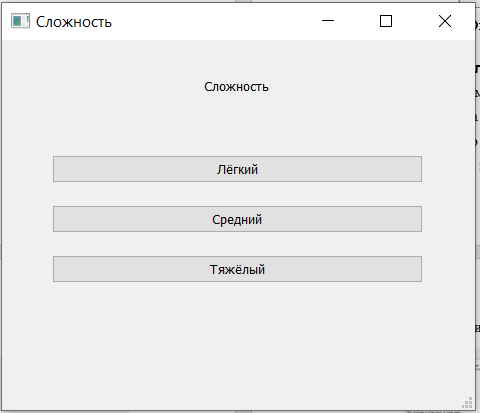 Сложность
Сложность
Лёгкий
Средний
Тяжёлый